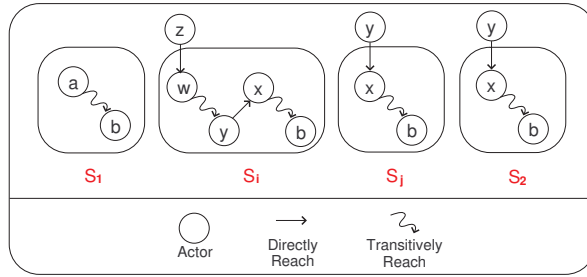 z y y
a w x x x
b y b b b
S1 Si Sj S2
Actor Directly Reach Transitively Reach